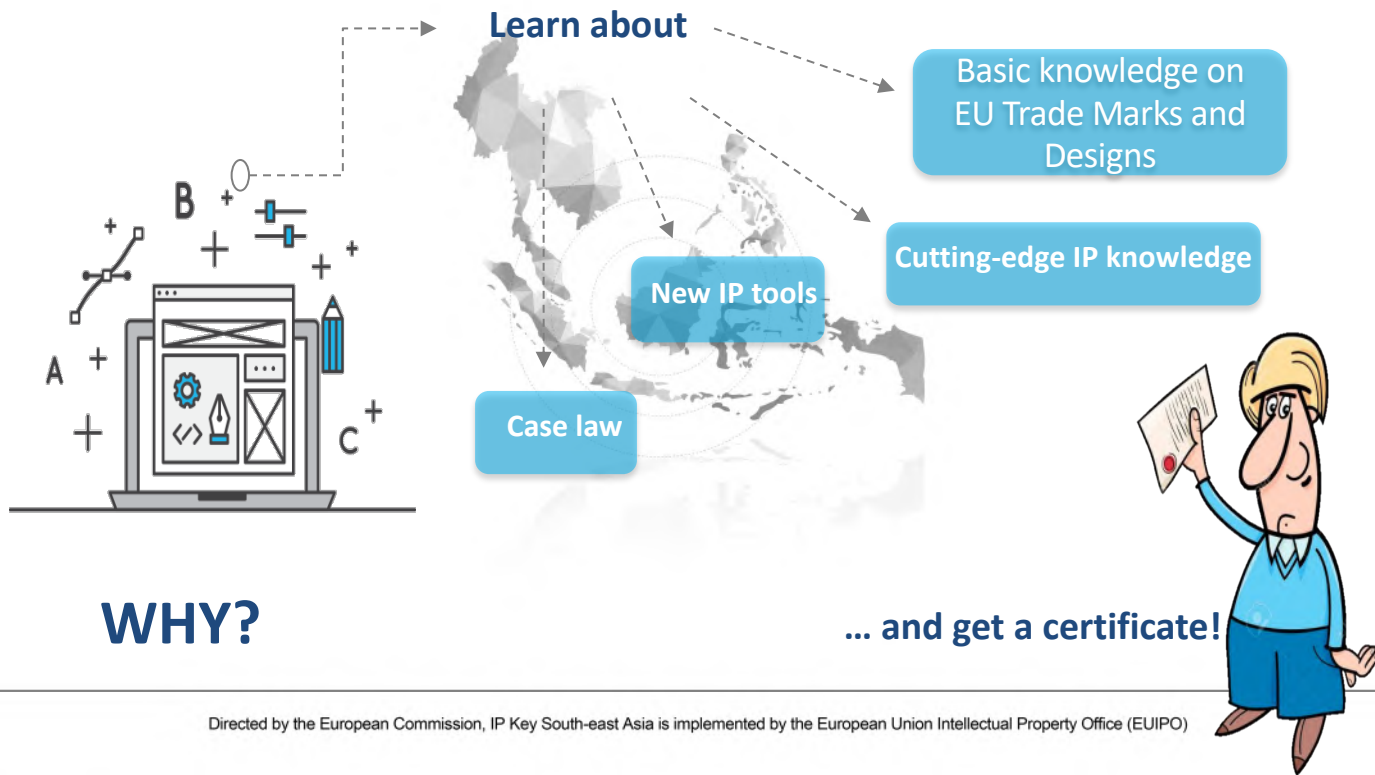 Learn about
Basic knowledge on
EU Trade Marks and
Designs
Cutting-edge IP knowledge
New IP tools
Case law
B
A
C
WHY?
... and get a certificate!
Directed by the European Commission, IP Key South-east Asia is implemented by the European Union Intellectual Property Office (EUIPO)